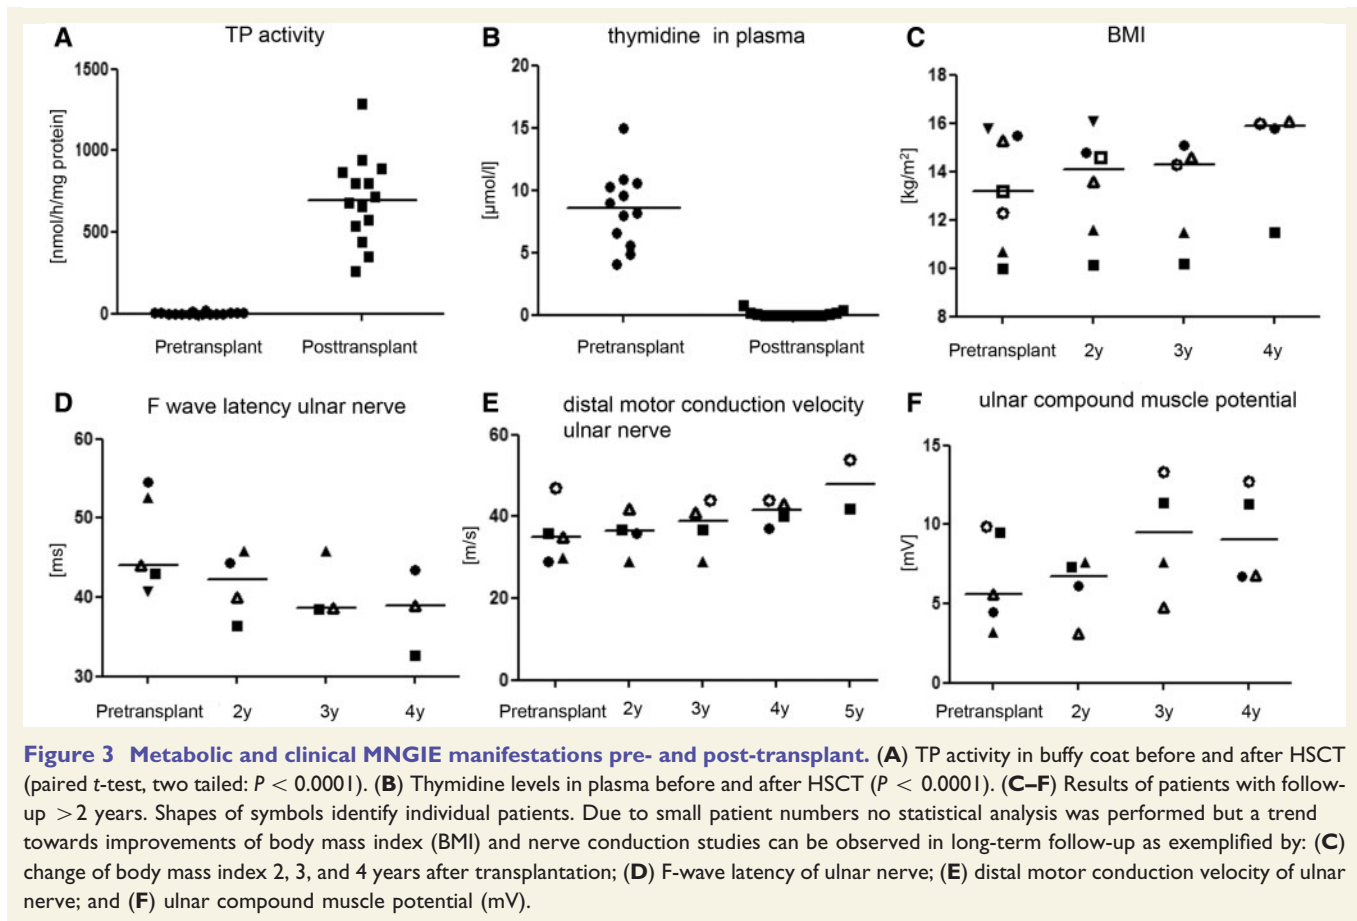 A TP activity
[nmol/h/mg protein]
1500
1000
500
0
Pretransplant Posttransplant
B thymidine in plasma
[µmol/l]
20
15
10
5
0
Pretransplant Posttransplant
C BMI
[kg/m²]
18
16
14
12
10
8
Pretransplant 2y 3y 4y
D F wave latency ulnar nerve
[ms]
60
50
40
30
Pretransplant 2y 3y 4y
E distal motor conduction velocity
ulnar nerve
[m/s]
60
40
20
0
Pretransplant 2y 3y 4y 5y
F ulnar compound muscle potential
[mV]
15
10
5
0
Pretransplant 2y 3y 4y
Figure 3 Metabolic and clinical MNGIE manifestations pre- and post-transplant. (A) TP activity in buffy coat before and after HSCT
(paired t-test, two tailed: P < 0.0001). (B) Thymidine levels in plasma before and after HSCT (P < 0.0001). (C–F) Results of patients with follow-
up >2 years. Shapes of symbols identify individual patients. Due to small patient numbers no statistical analysis was performed but a trend
towards improvements of body mass index (BMI) and nerve conduction studies can be observed in long-term follow-up as exemplified by: (C)
change of body mass index 2, 3, and 4 years after transplantation; (D) F-wave latency of ulnar nerve; (E) distal motor conduction velocity of ulnar
nerve; and (F) ulnar compound muscle potential (mV).